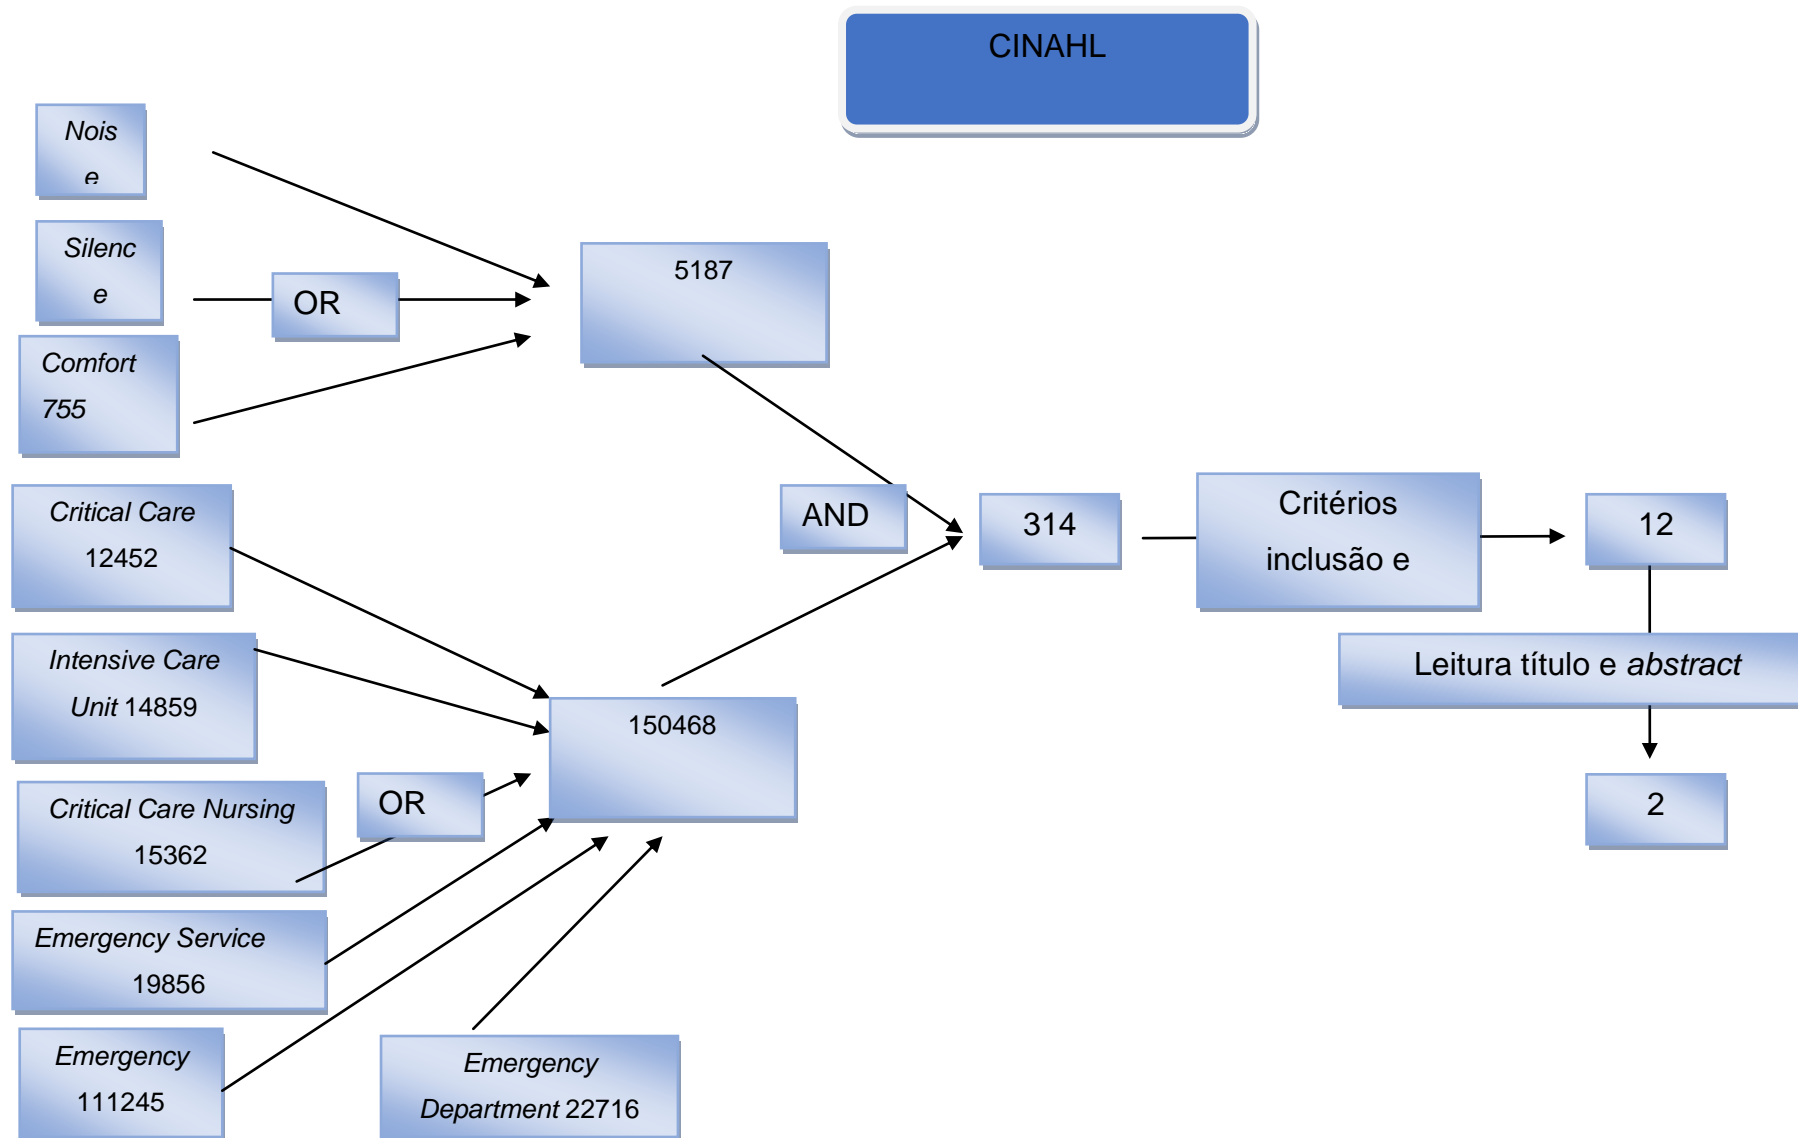 CINAHL
Nois
e
Silenc
e
OR
5187
Comfort
755
Critical Care
12452
AND
314
Critérios
inclusão e
12
Intensive Care
Unit 14859
Leitura título e abstract
150468
Critical Care Nursing
15362
OR
2
Emergency Service
19856
Emergency
111245
Emergency
Department 22716